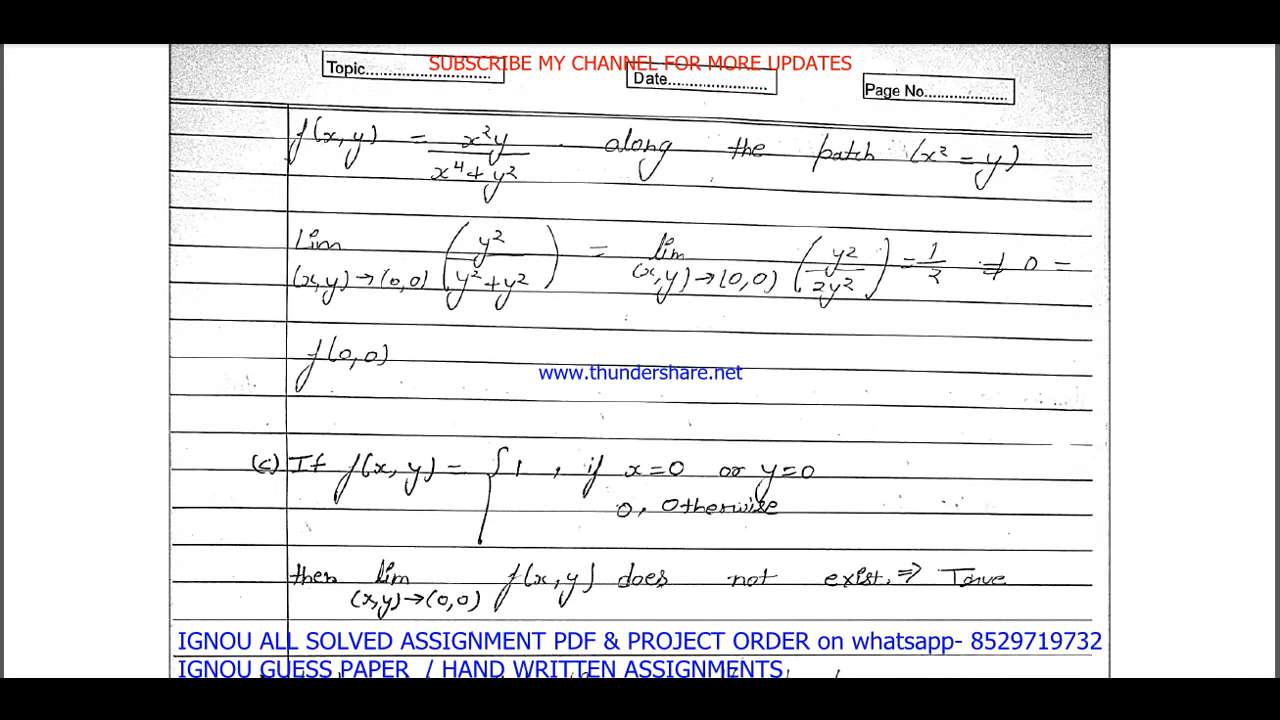 SUBSCRIBE MY CHANNEL FOR MORE UPDATES
Topic.............................. Date.......................... Page No......................
f(x,y) = x²y / x⁴+y² along the patch (x² = y)
Lim (x,y)→(0,0) (y² / y²+y²) = lim (x,y)→(0,0) (y² / 2y²) = 1/2 ≠ 0 =
f(0,0)
www.thundershare.net
(c) If f(x,y) = { 1 , if x=0 or y=0
0, Otherwise
then lim (x,y)→(0,0) f(x,y) does not exist, ⇒ True
IGNOU ALL SOLVED ASSIGNMENT PDF & PROJECT ORDER on whatsapp- 8529719732
IGNOU GUESS PAPER / HAND WRITTEN ASSIGNMENTS